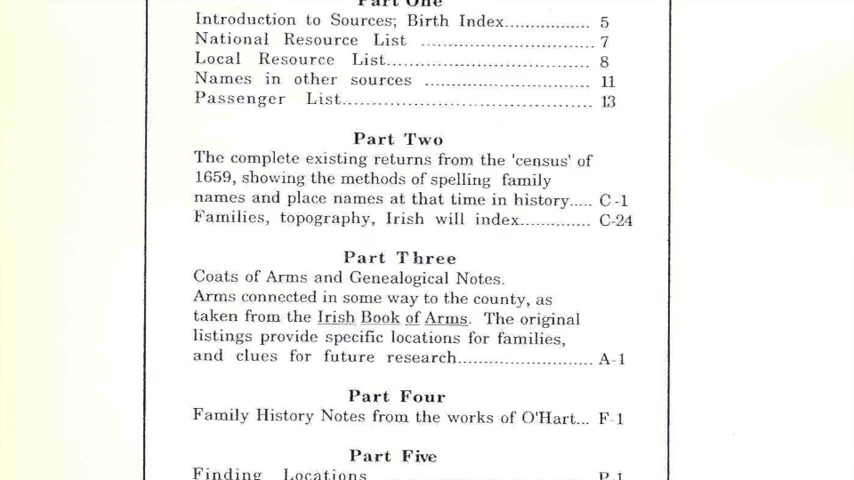 Part One
Introduction to Sources; Birth Index................ 5
National Resource List ........................... 7
Local Resource List................................. 8
Names in other sources .......................... 11
Passenger List........................................ 13
Part Two
The complete existing returns from the 'census' of
1659, showing the methods of spelling family
names and place names at that time in history..... C-1
Families, topography, Irish will index............. C-24
Part Three
Coats of Arms and Genealogical Notes.
Arms connected in some way to the county, as
taken from the Irish Book of Arms. The original
listings provide specific locations for families,
and clues for future research......................... A-1
Part Four
Family History Notes from the works of O'Hart... F-1
Part Five
Finding Locations ................................ P-1